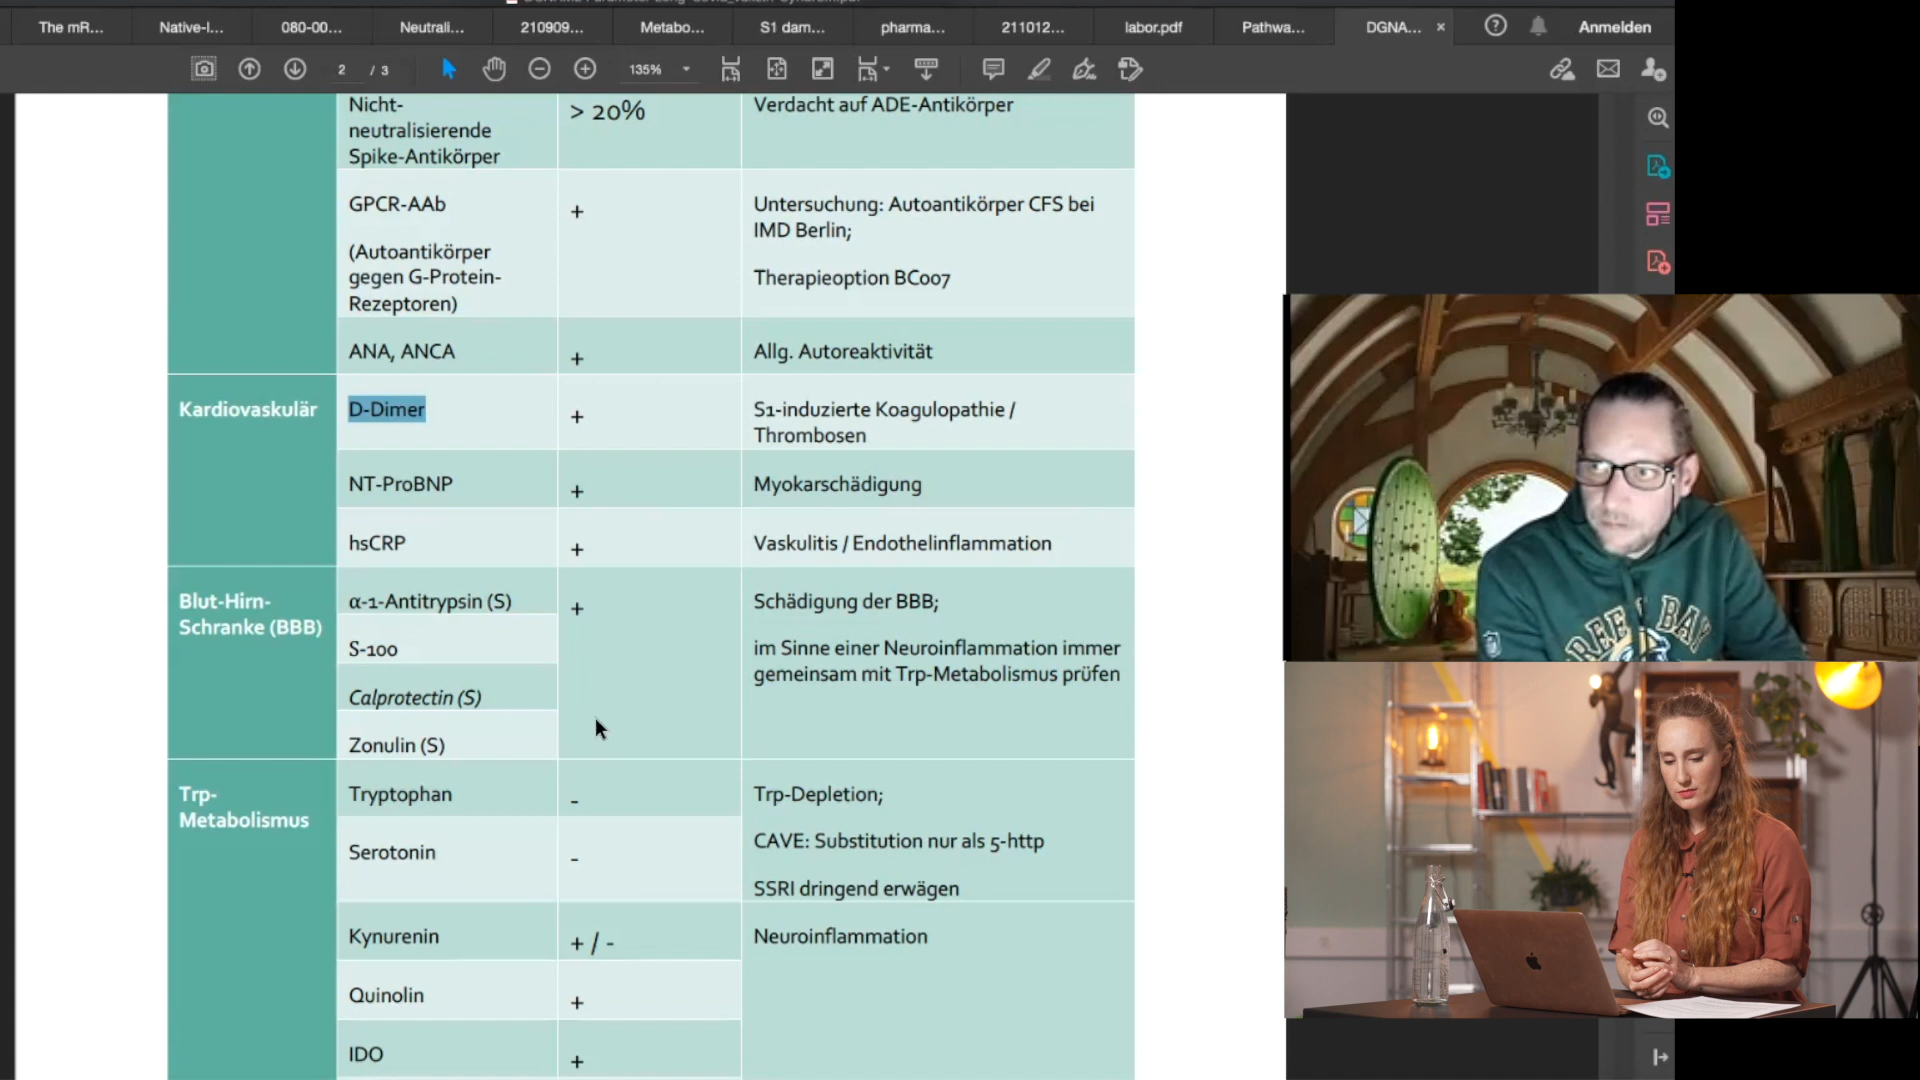 The mR...
Native-l...
080-00...
Neutrali...
210909...
Metabo...
S1 dam...
pharma...
211012...
labor.pdf
Pathwa...
DGNA... ×
Anmelden
2 / 3
135%
Nicht-
neutralisierende
Spike-Antikörper
> 20%
Verdacht auf ADE-Antikörper
GPCR-AAb
(Autoantikörper
gegen G-Protein-
Rezeptoren)
+
Untersuchung: Autoantikörper CFS bei
IMD Berlin;
Therapieoption BC007
ANA, ANCA
+
Allg. Autoreaktivität
Kardiovaskulär
D-Dimer
+
S1-induzierte Koagulopathie /
Thrombosen
NT-ProBNP
+
Myokarschädigung
hsCRP
+
Vaskulitis / Endothelinflammation
Blut-Hirn-
Schranke (BBB)
α-1-Antitrypsin (S)
S-100
Calprotectin (S)
Zonulin (S)
+
Schädigung der BBB;
im Sinne einer Neuroinflammation immer
gemeinsam mit Trp-Metabolismus prüfen
Trp-
Metabolismus
Tryptophan
-
Trp-Depletion;
CAVE: Substitution nur als 5-http
SSRI dringend erwägen
Serotonin
-
Kynurenin
+ / -
Neuroinflammation
Quinolin
+
IDO
+